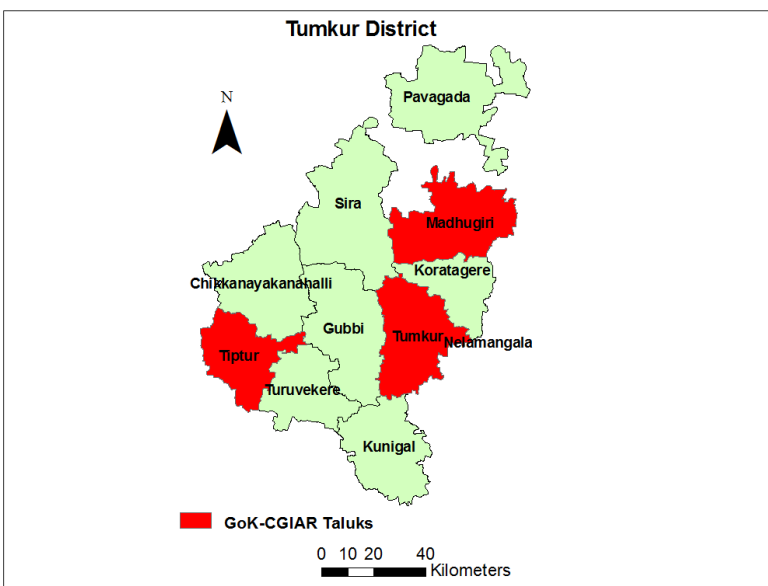 Tumkur District
N
Pavagada
Sira
Madhugiri
Koratagere
Chikkanayakanahalli
Gubbi
Tumkur
Nelamangala
Tiptur
Turuvekere
Kunigal
GoK-CGIAR Taluks
0 10 20 40
Kilometers